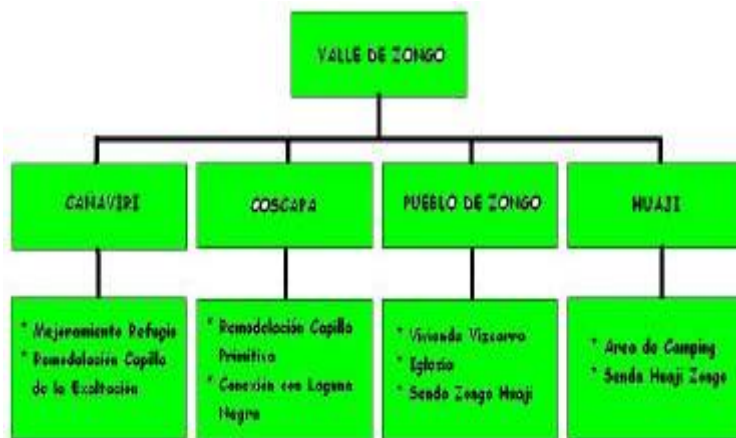 VALLE DE ZONGO
CAÑAVIRI
COSCAPA
PUEBLO DE ZONGO
HUAJI
* Mejoramiento Refugio
* Remodelación Capilla
de la Exaltación
* Remodelación Capilla
Primitiva
* Conexión con Laguna
Negra
* Vivienda Vizcarra
* Iglesia
* Senda Zongo Huaji
* Area de Camping
* Senda Huaji Zongo